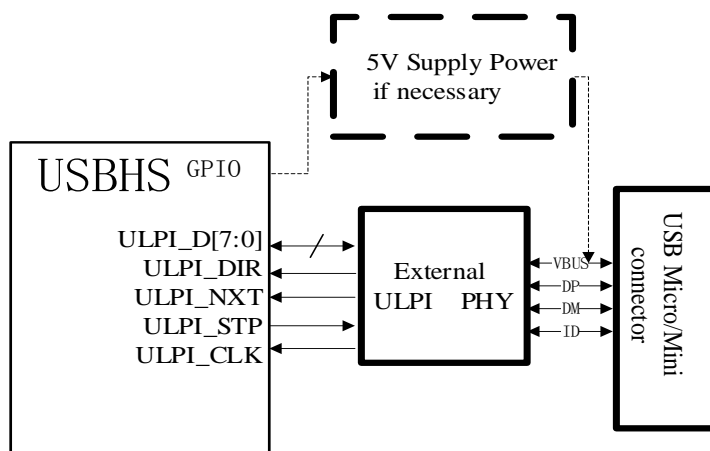 5V Supply Power
if necessary
USBHS GPIO
ULPI_D[7:0]
ULPI_DIR
ULPI_NXT
ULPI_STP
ULPI_CLK
External
ULPI PHY
VBUS
DP
DM
ID
USB Micro/Mini
connector